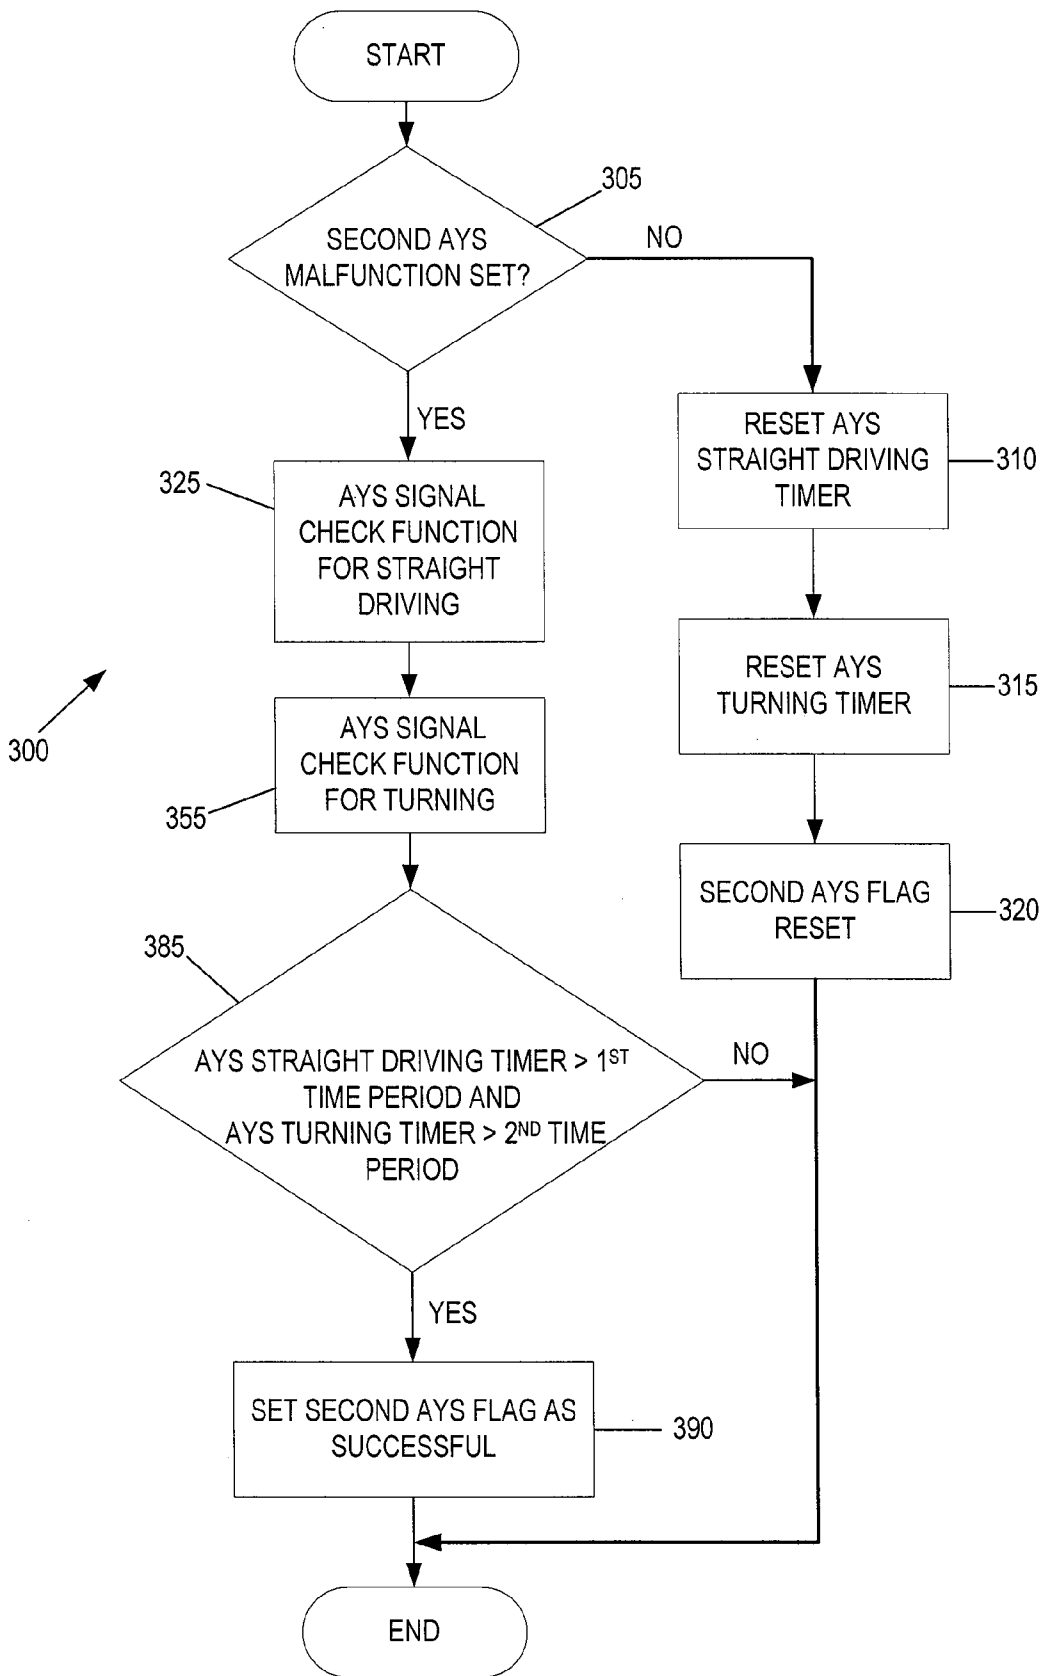 START
305
SECOND AYS
MALFUNCTION SET?
NO
YES
RESET AYS
STRAIGHT DRIVING
TIMER
310
325
AYS SIGNAL
CHECK FUNCTION
FOR STRAIGHT
DRIVING
RESET AYS
TURNING TIMER
315
300
AYS SIGNAL
CHECK FUNCTION
FOR TURNING
355
SECOND AYS FLAG
RESET
320
385
AYS STRAIGHT DRIVING TIMER > 1ST
TIME PERIOD AND
AYS TURNING TIMER > 2ND TIME
PERIOD
NO
YES
SET SECOND AYS FLAG AS
SUCCESSFUL
390
END